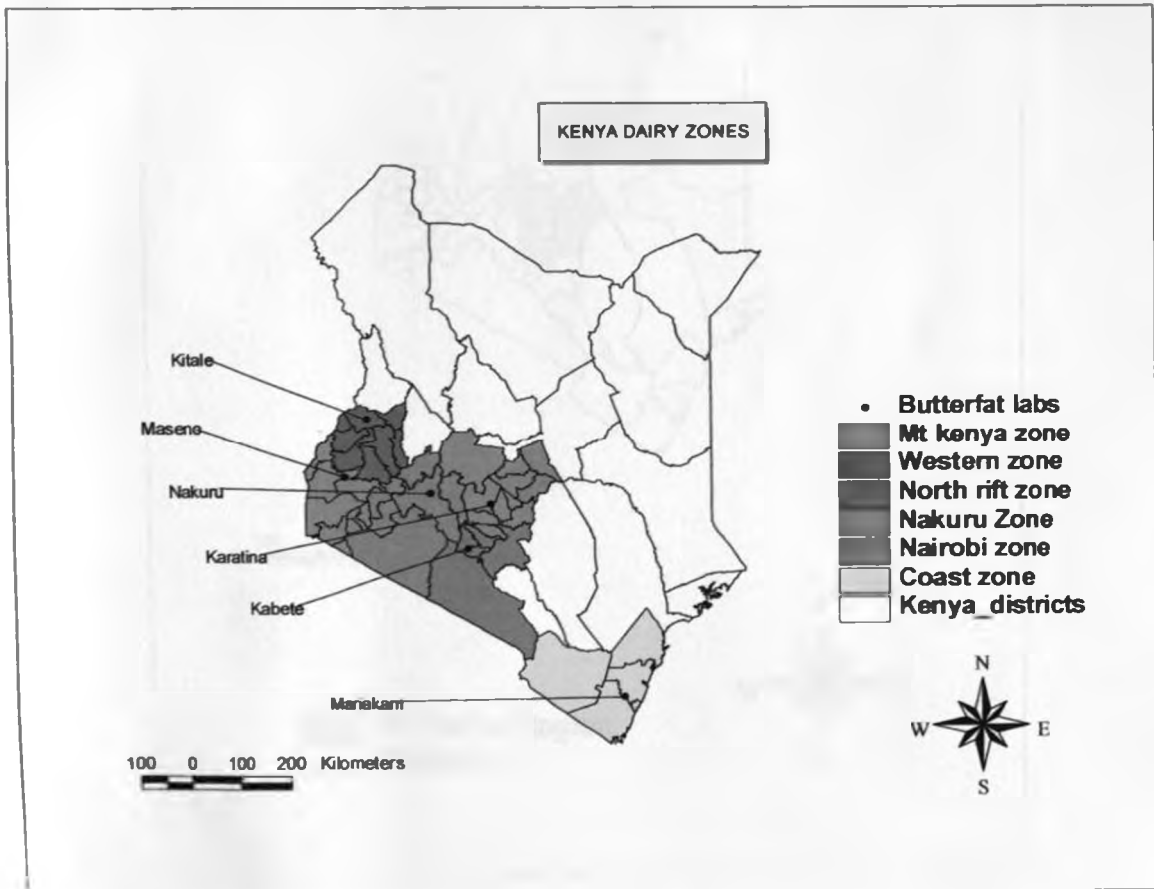 KENYA DAIRY ZONES
Kitale
Maseno
Nakuru
Karatina
Kabete
Mariakani
Butterfat labs
Mt kenya zone
Western zone
North rift zone
Nakuru Zone
Nairobi zone
Coast zone
Kenya_districts
N
W E
S
100 0 100 200 Kilometers